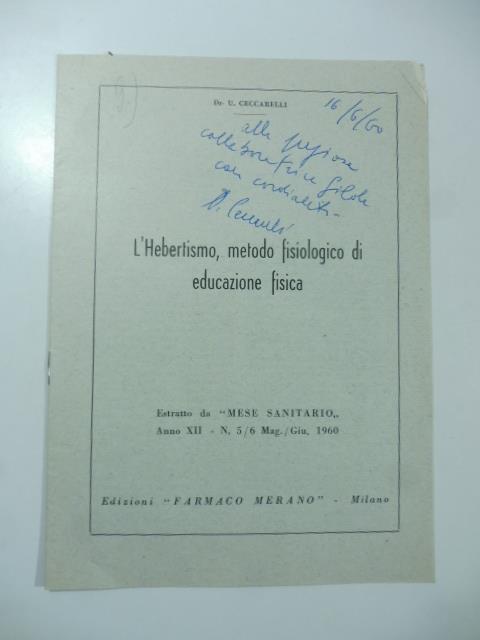 Dr. U. CECCARELLI
16/6/60
alla preziosa
collaboratrice
con cordialità
L'Hebertismo, metodo fisiologico di
educazione fisica
Estratto da "MESE SANITARIO„
Anno XII - N. 5/6 Mag./Giu. 1960
Edizioni "FARMACO MERANO" - Milano